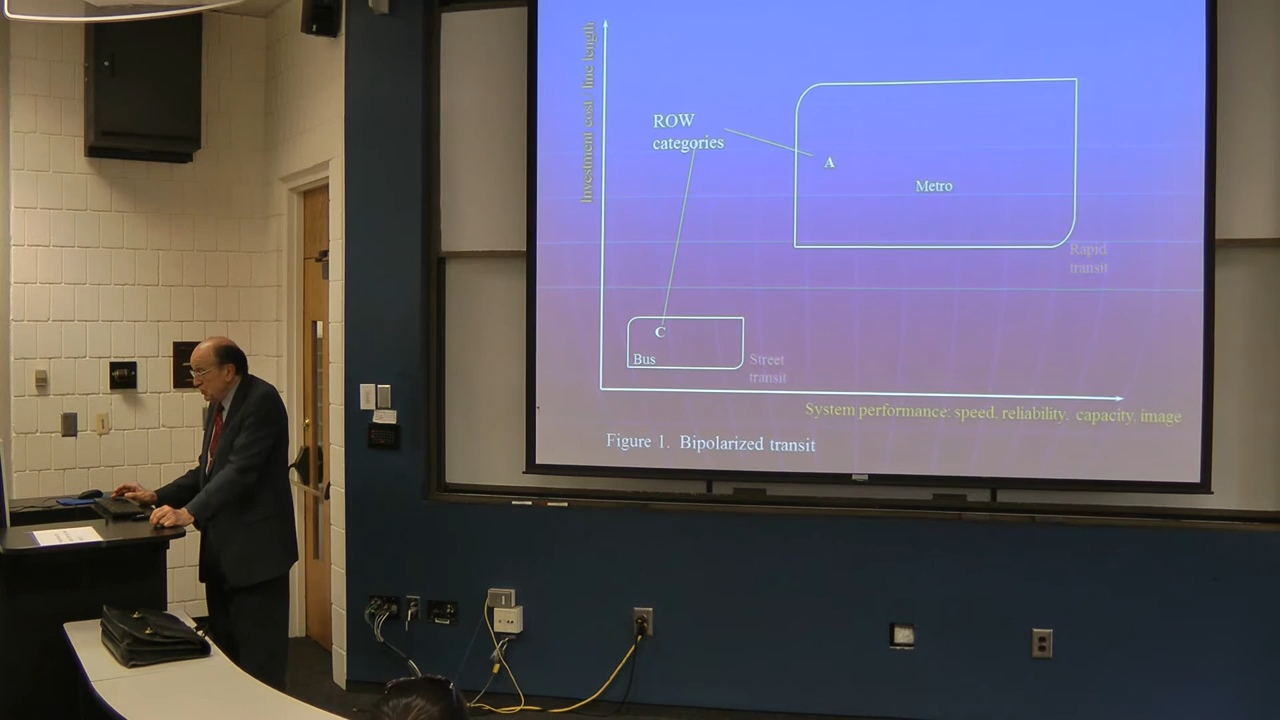 Investment cost line length
ROW
categories
A
Metro
Rapid
transit
C
Bus
Street
transit
System performance: speed, reliability, capacity, image
Figure 1. Bipolarized transit